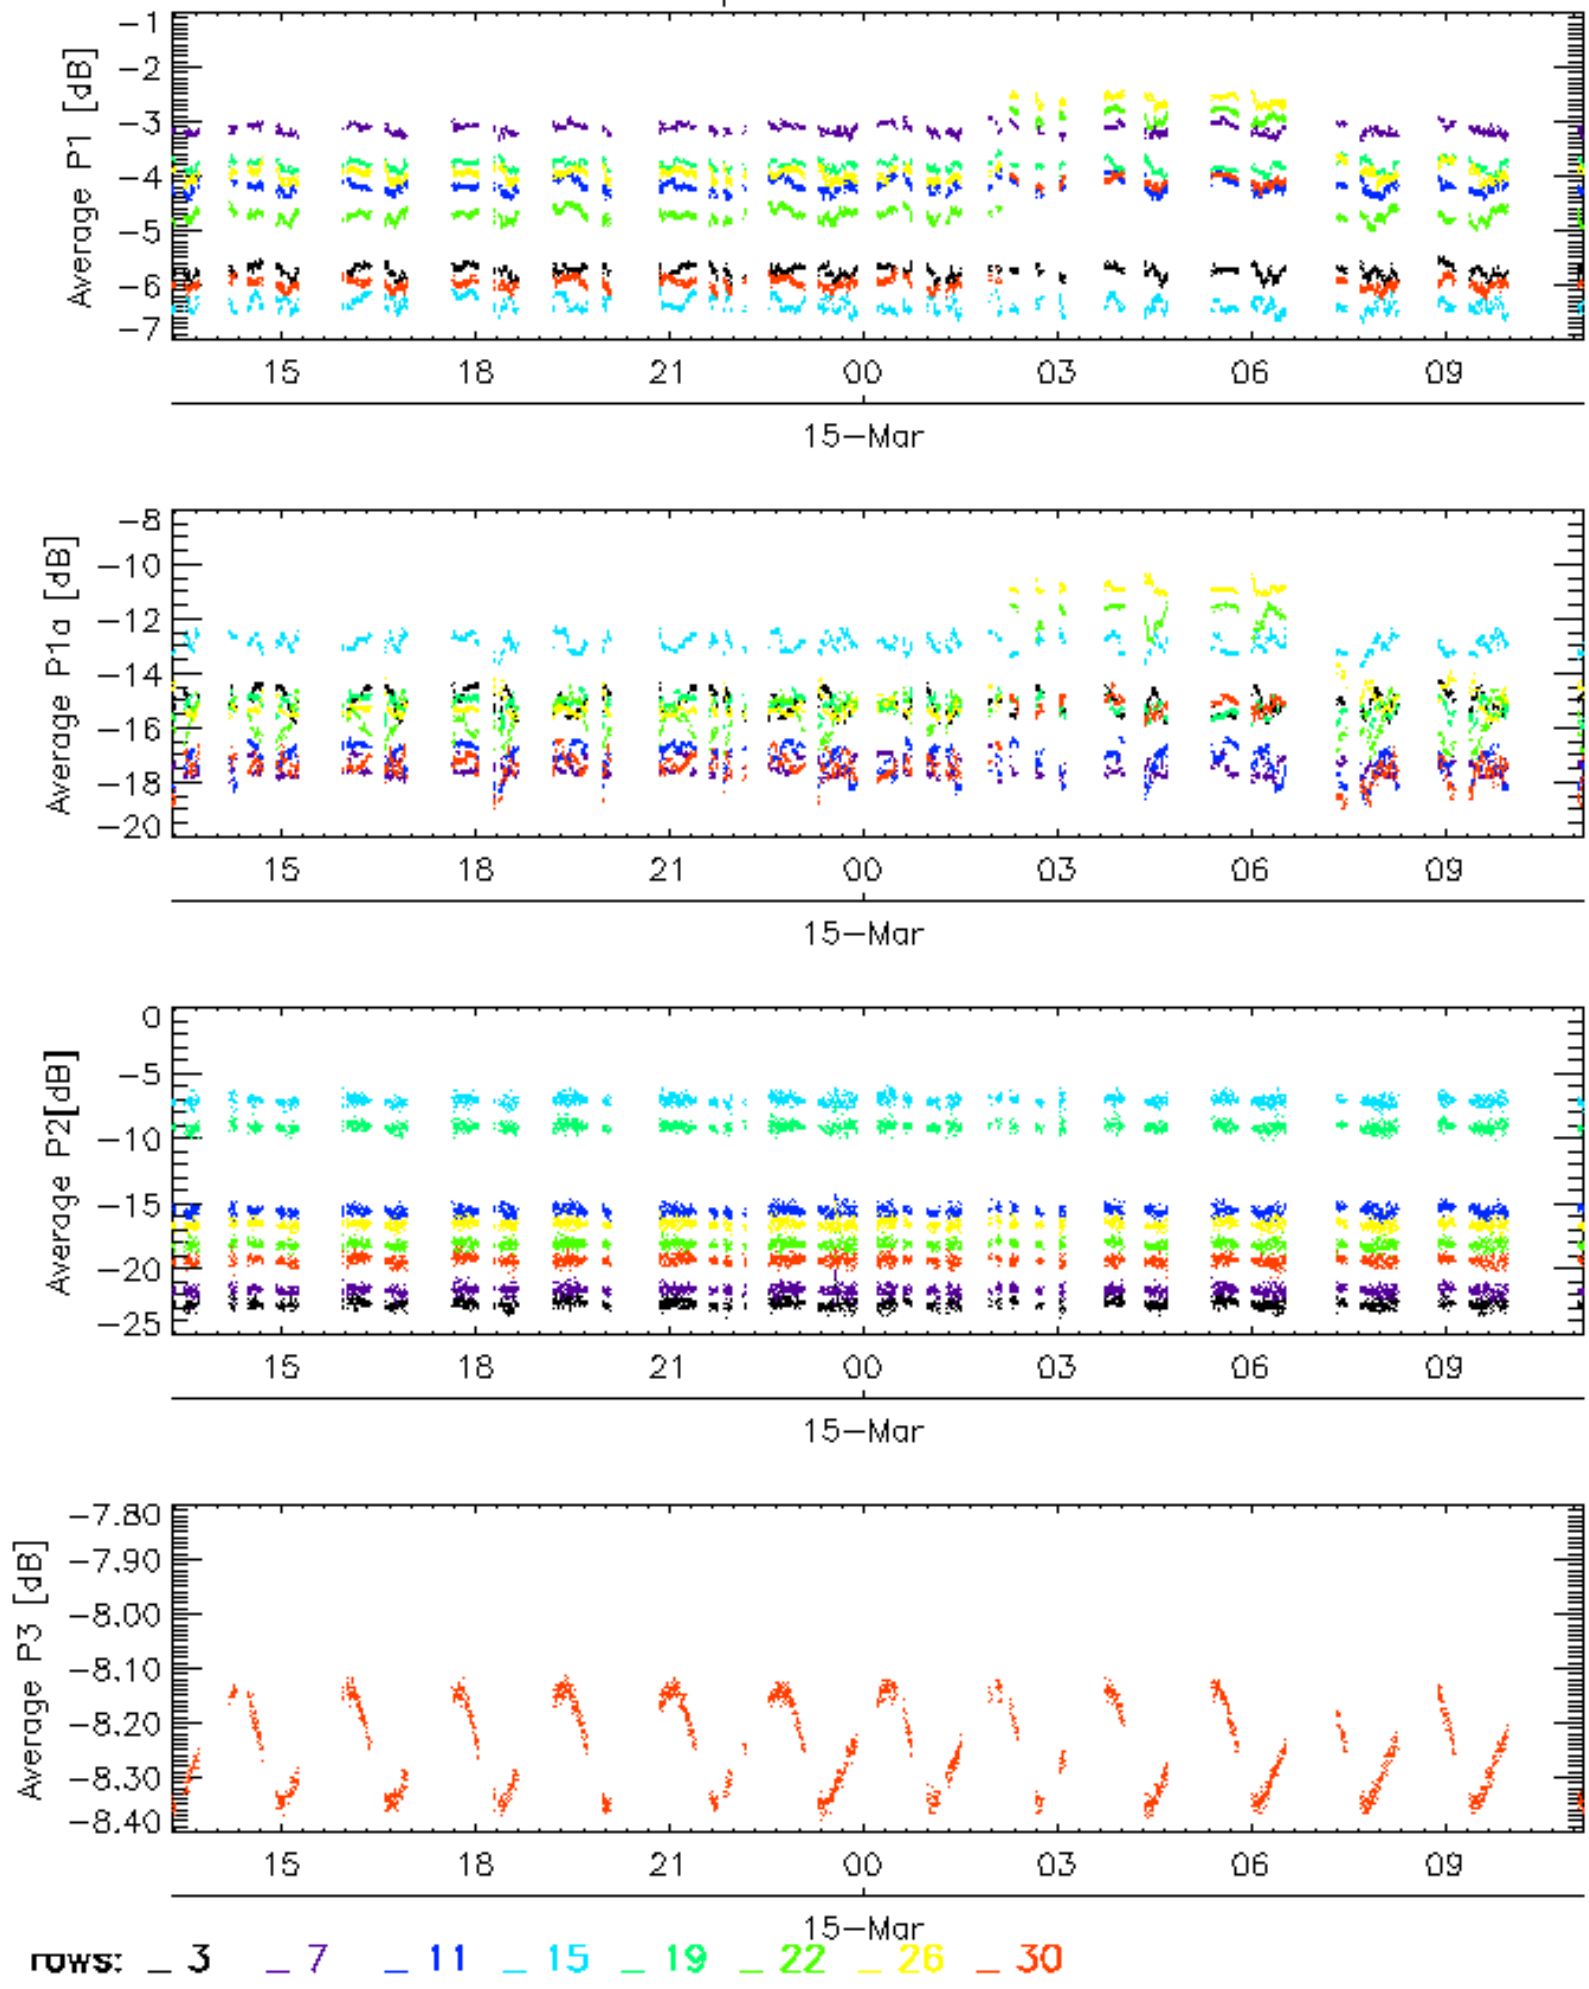 Average P1 [dB]
-1
-2
-3
-4
-5
-6
-7
15 18 21 00 03 06 09
15-Mar
Average P1a [dB]
-8
-10
-12
-14
-16
-18
-20
15 18 21 00 03 06 09
15-Mar
Average P2[dB]
0
-5
-10
-15
-20
-25
15 18 21 00 03 06 09
15-Mar
Average P3 [dB]
-7.80
-7.90
-8.00
-8.10
-8.20
-8.30
-8.40
15 18 21 00 03 06 09
15-Mar
rows: _ 3 _ 7 _ 11 _ 15 _ 19 _ 22 _ 26 _ 30